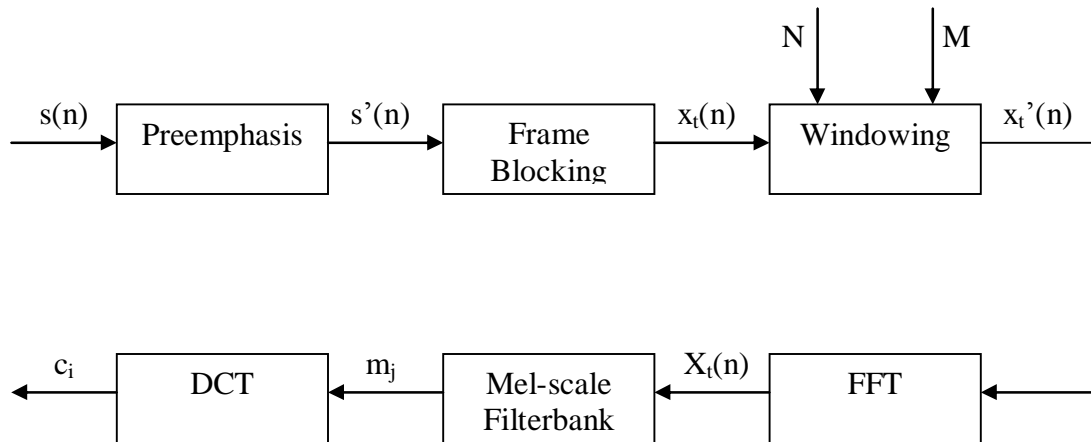 N M
s(n) Preemphasis s’(n) Frame Blocking xₜ(n) Windowing xₜ’(n)
cᵢ DCT mⱼ Mel-scale Filterbank Xₜ(n) FFT